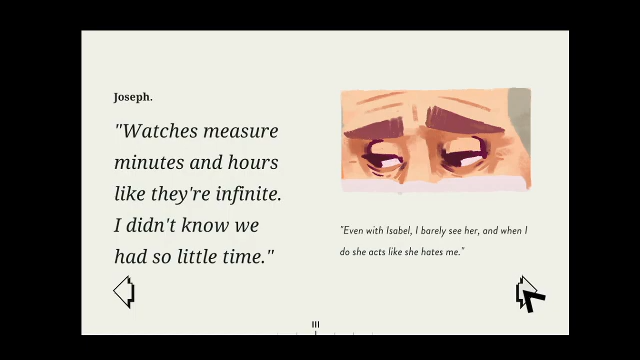 Joseph.
"Watches measure
minutes and hours
like they're infinite.
I didn't know we
had so little time."
"Even with Isabel, I barely see her, and when I
do she acts like she hates me."
III